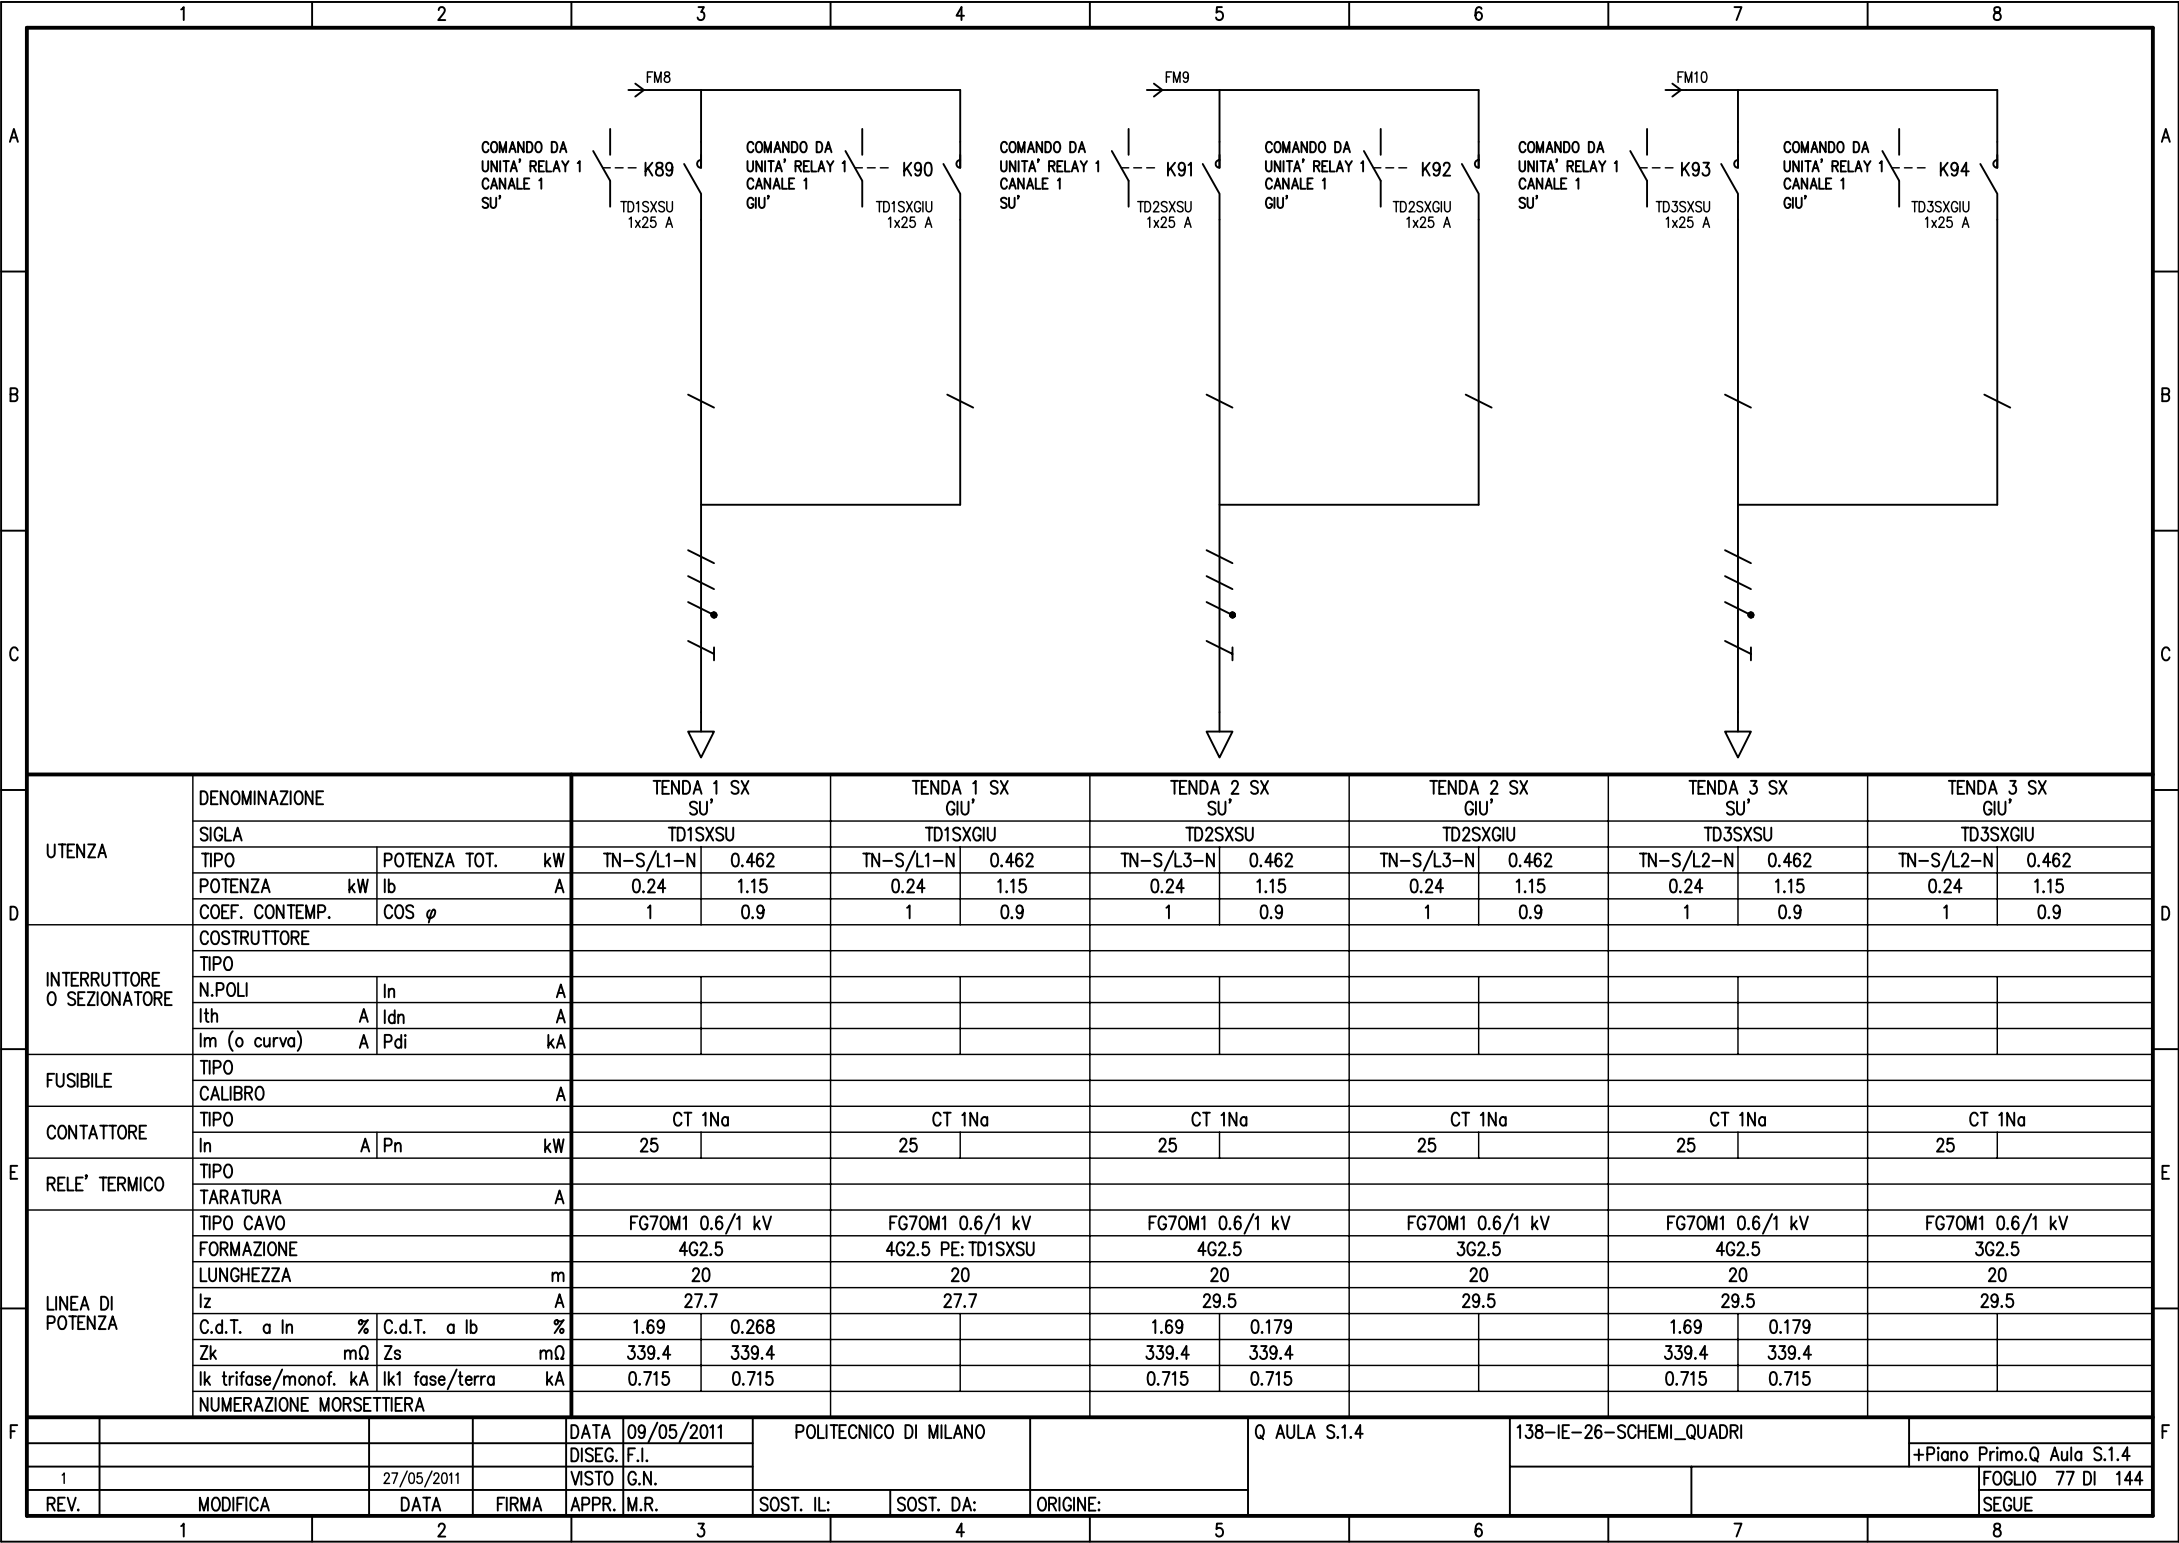 1 2 3 4 5 6 7 8
FM8 FM9 FM10
A A
COMANDO DA
UNITA' RELAY 1
CANALE 1
SU'
K89
TD1SXSU
1x25 A
COMANDO DA
UNITA' RELAY 1
CANALE 1
GIU'
K90
TD1SXGIU
1x25 A
COMANDO DA
UNITA' RELAY 1
CANALE 1
SU'
K91
TD2SXSU
1x25 A
COMANDO DA
UNITA' RELAY 1
CANALE 1
GIU'
K92
TD2SXGIU
1x25 A
COMANDO DA
UNITA' RELAY 1
CANALE 1
SU'
K93
TD3SXSU
1x25 A
COMANDO DA
UNITA' RELAY 1
CANALE 1
GIU'
K94
TD3SXGIU
1x25 A
B B
C C
D D
E E
F F
UTENZA
DENOMINAZIONE TENDA 1 SX SU' TENDA 1 SX GIU' TENDA 2 SX SU' TENDA 2 SX GIU' TENDA 3 SX SU' TENDA 3 SX GIU'
SIGLA TD1SXSU TD1SXGIU TD2SXSU TD2SXGIU TD3SXSU TD3SXGIU
TIPO POTENZA TOT. kW TN-S/L1-N 0.462 TN-S/L1-N 0.462 TN-S/L3-N 0.462 TN-S/L3-N 0.462 TN-S/L2-N 0.462 TN-S/L2-N 0.462
POTENZA kW Ib A 0.24 1.15 0.24 1.15 0.24 1.15 0.24 1.15 0.24 1.15 0.24 1.15
COEF. CONTEMP. COS φ 1 0.9 1 0.9 1 0.9 1 0.9 1 0.9 1 0.9
INTERRUTTORE
O SEZIONATORE
COSTRUTTORE
TIPO
N.POLI In A
Ith A Idn A
Im (o curva) A Pdi kA
FUSIBILE
TIPO
CALIBRO A
CONTATTORE
TIPO CT 1Na CT 1Na CT 1Na CT 1Na CT 1Na CT 1Na
In A Pn kW 25 25 25 25 25 25
RELE' TERMICO
TIPO
TARATURA A
LINEA DI
POTENZA
TIPO CAVO FG7OM1 0.6/1 kV FG7OM1 0.6/1 kV FG7OM1 0.6/1 kV FG7OM1 0.6/1 kV FG7OM1 0.6/1 kV FG7OM1 0.6/1 kV
FORMAZIONE 4G2.5 4G2.5 PE:TD1SXSU 4G2.5 3G2.5 4G2.5 3G2.5
LUNGHEZZA m 20 20 20 20 20 20
Iz A 27.7 27.7 29.5 29.5 29.5 29.5
C.d.T. a In % C.d.T. a Ib % 1.69 0.268 1.69 0.179 1.69 0.179
Zk mΩ Zs mΩ 339.4 339.4 339.4 339.4 339.4 339.4
Ik trifase/monof. kA Ik1 fase/terra kA 0.715 0.715 0.715 0.715 0.715 0.715
NUMERAZIONE MORSETTIERA
DATA 09/05/2011 POLITECNICO DI MILANO Q AULA S.1.4 138-IE-26-SCHEMI_QUADRI
DISEG. F.I. +Piano Primo.Q Aula S.1.4
1 27/05/2011 VISTO G.N. FOGLIO 77 DI 144
REV. MODIFICA DATA FIRMA APPR. M.R. SOST. IL: SOST. DA: ORIGINE: SEGUE
1 2 3 4 5 6 7 8